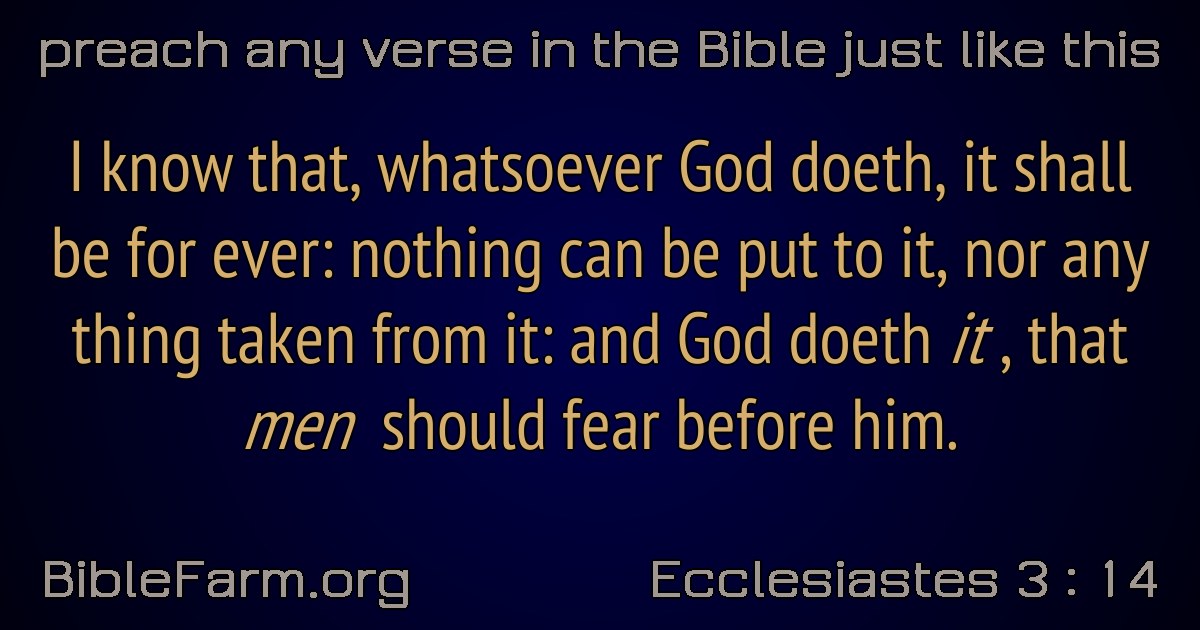 preach any verse in the Bible just like this
I know that, whatsoever God doeth, it shall
be for ever: nothing can be put to it, nor any
thing taken from it: and God doeth it , that
men should fear before him.
BibleFarm.org
Ecclesiastes 3 : 14